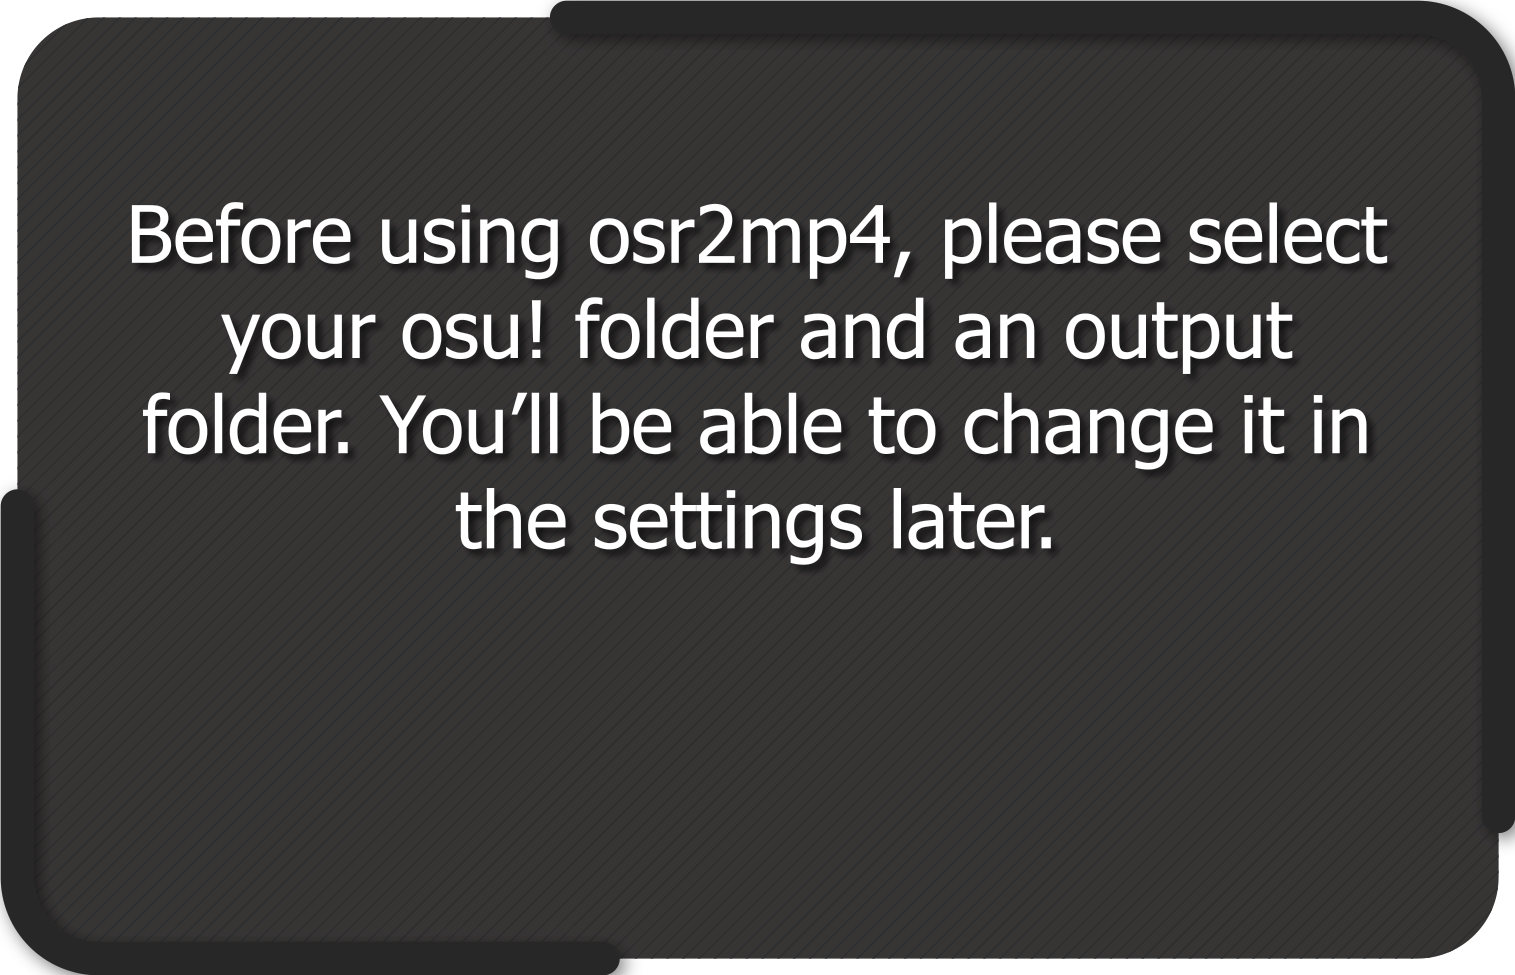 Before using osr2mp4, please select
your osu! folder and an output
folder. You’ll be able to change it in
the settings later.